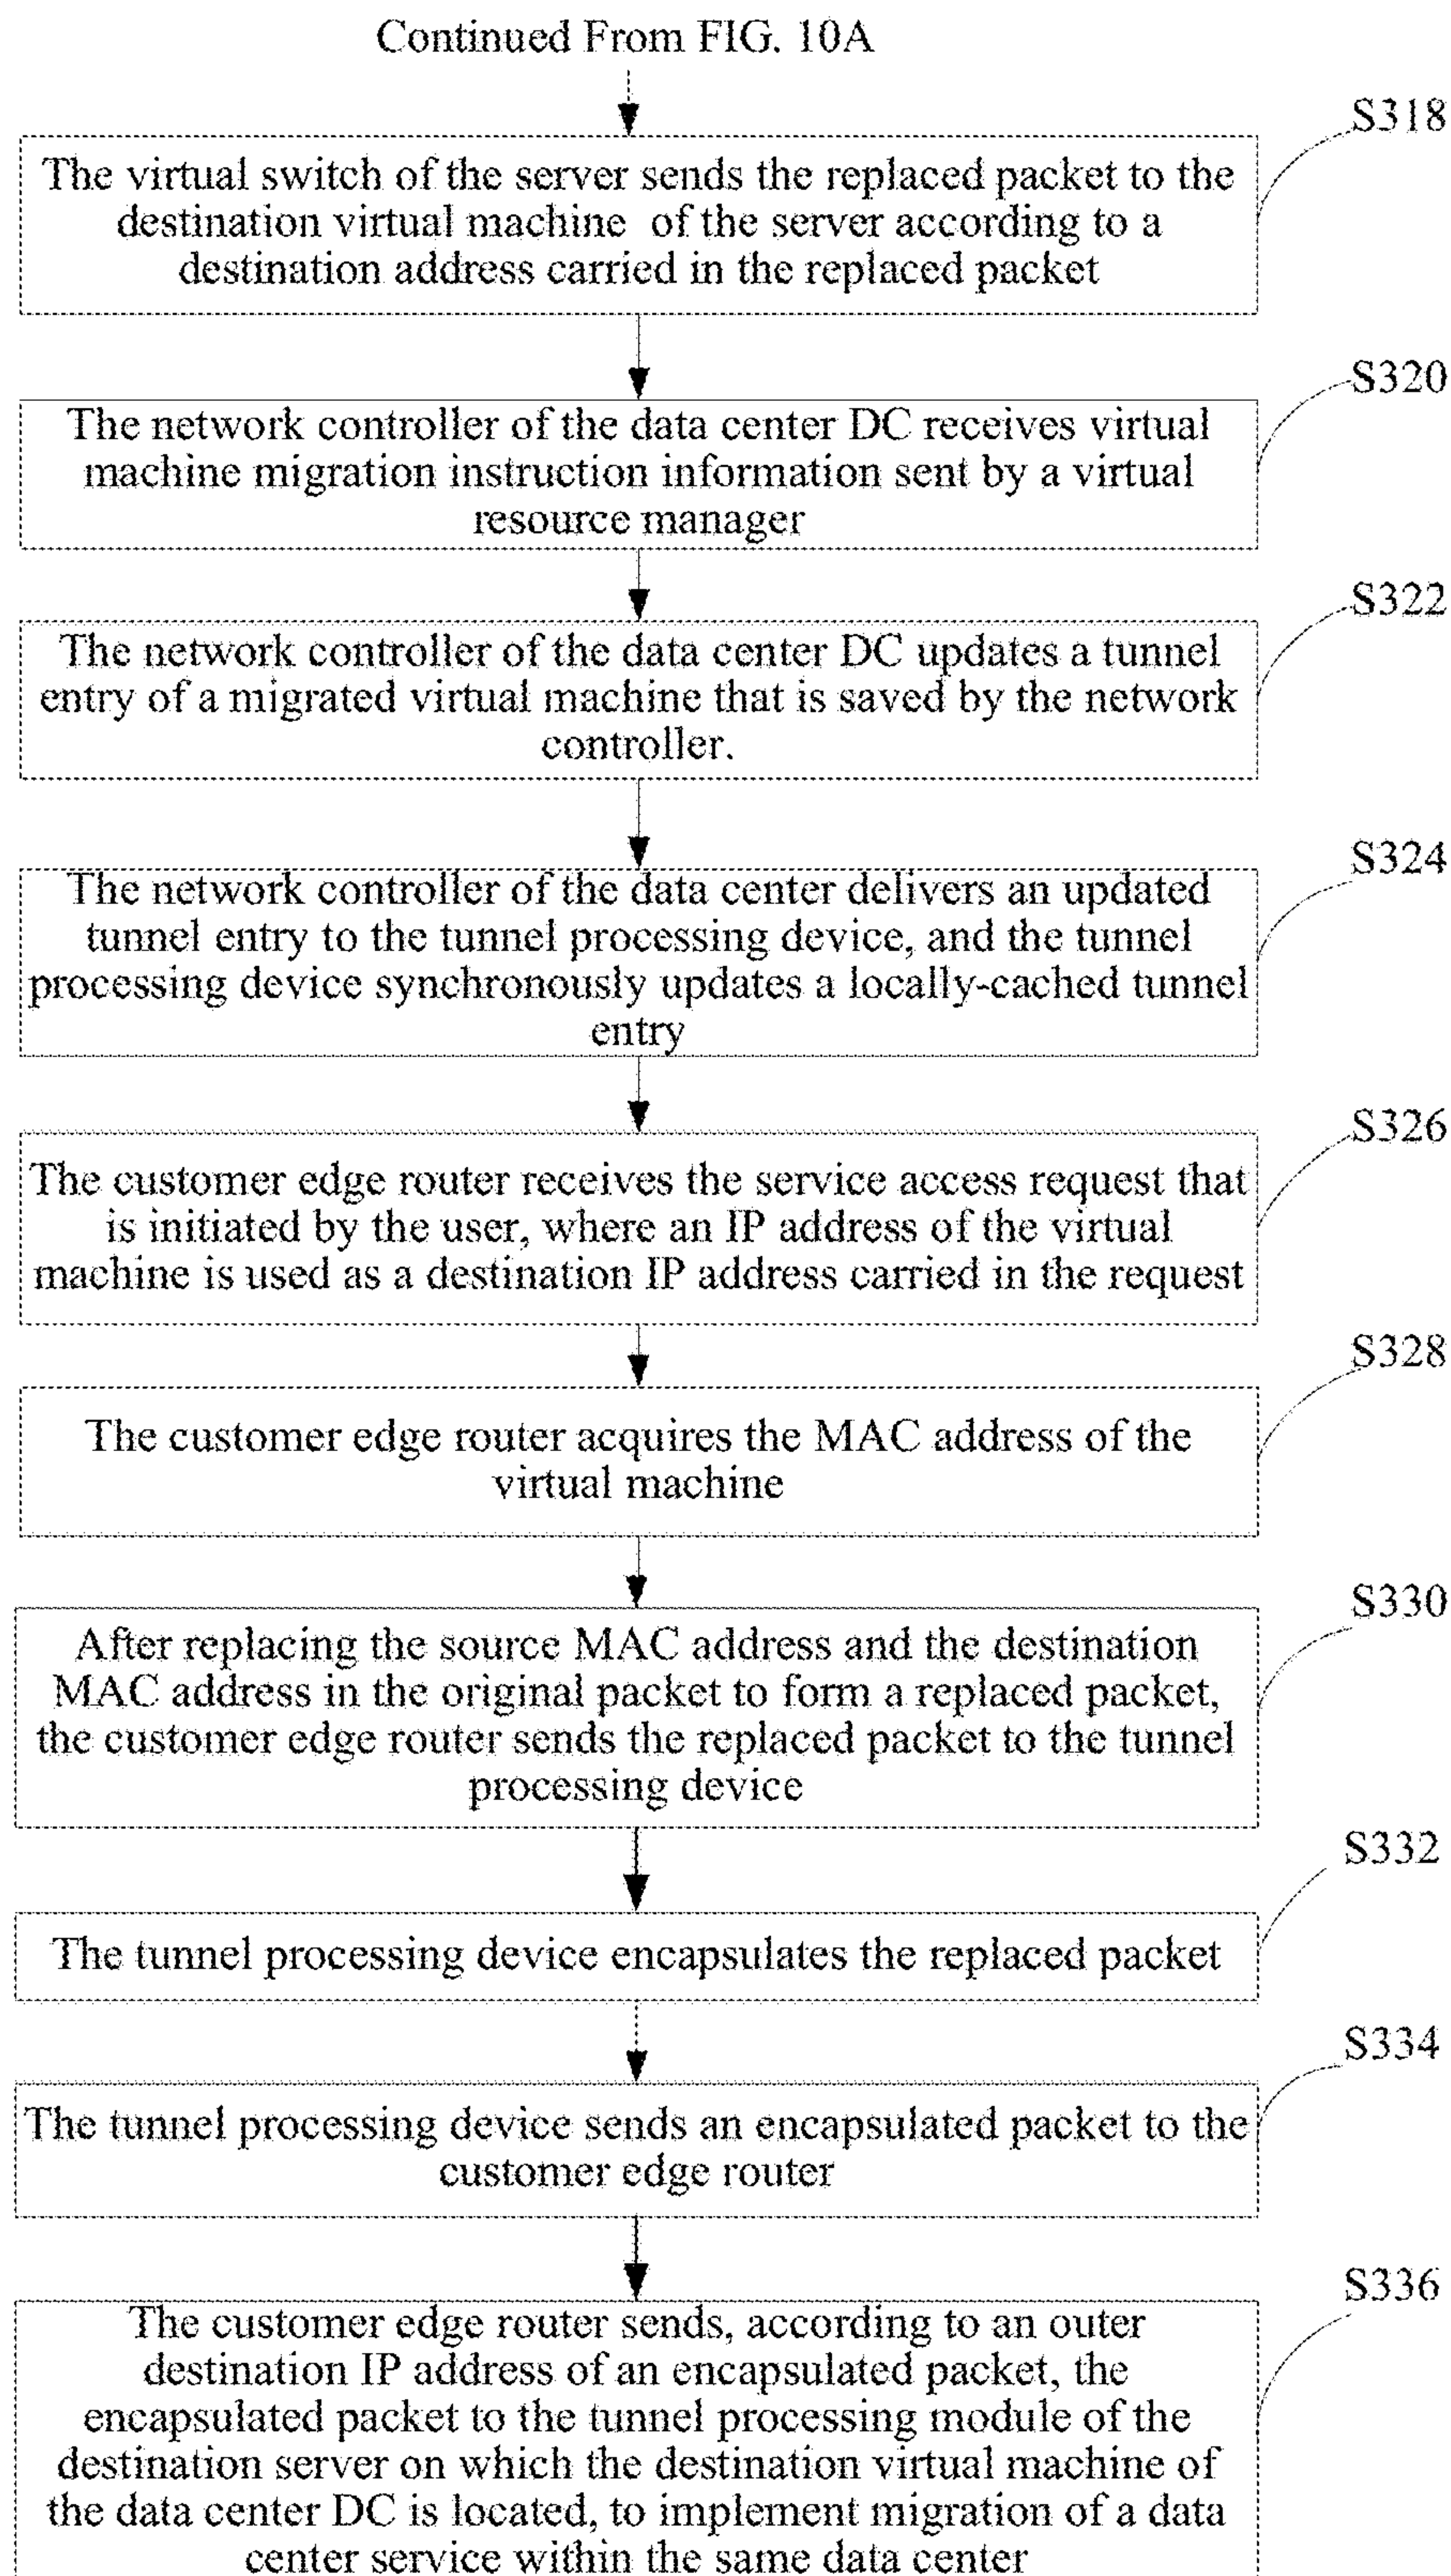 Continued From FIG. 10A
S318
The virtual switch of the server sends the replaced packet to the
destination virtual machine of the server according to a
destination address carried in the replaced packet
S320
The network controller of the data center DC receives virtual
machine migration instruction information sent by a virtual
resource manager
S322
The network controller of the data center DC updates a tunnel
entry of a migrated virtual machine that is saved by the network
controller.
S324
The network controller of the data center delivers an updated
tunnel entry to the tunnel processing device, and the tunnel
processing device synchronously updates a locally-cached tunnel
entry
S326
The customer edge router receives the service access request that
is initiated by the user, where an IP address of the virtual
machine is used as a destination IP address carried in the request
S328
The customer edge router acquires the MAC address of the
virtual machine
S330
After replacing the source MAC address and the destination
MAC address in the original packet to form a replaced packet,
the customer edge router sends the replaced packet to the tunnel
processing device
S332
The tunnel processing device encapsulates the replaced packet
S334
The tunnel processing device sends an encapsulated packet to the
customer edge router
S336
The customer edge router sends, according to an outer
destination IP address of an encapsulated packet, the
encapsulated packet to the tunnel processing module of the
destination server on which the destination virtual machine of
the data center DC is located, to implement migration of a data
center service within the same data center